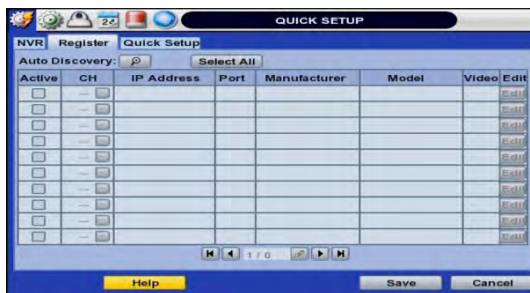 QUICK SETUP
NVR Register Quick Setup
Auto Discovery: Select All
Active CH IP Address Port Manufacturer Model Video Edit
Edit
Edit
Edit
Edit
Edit
Edit
Edit
Edit
Edit
Edit
1 / 0
Help Save Cancel